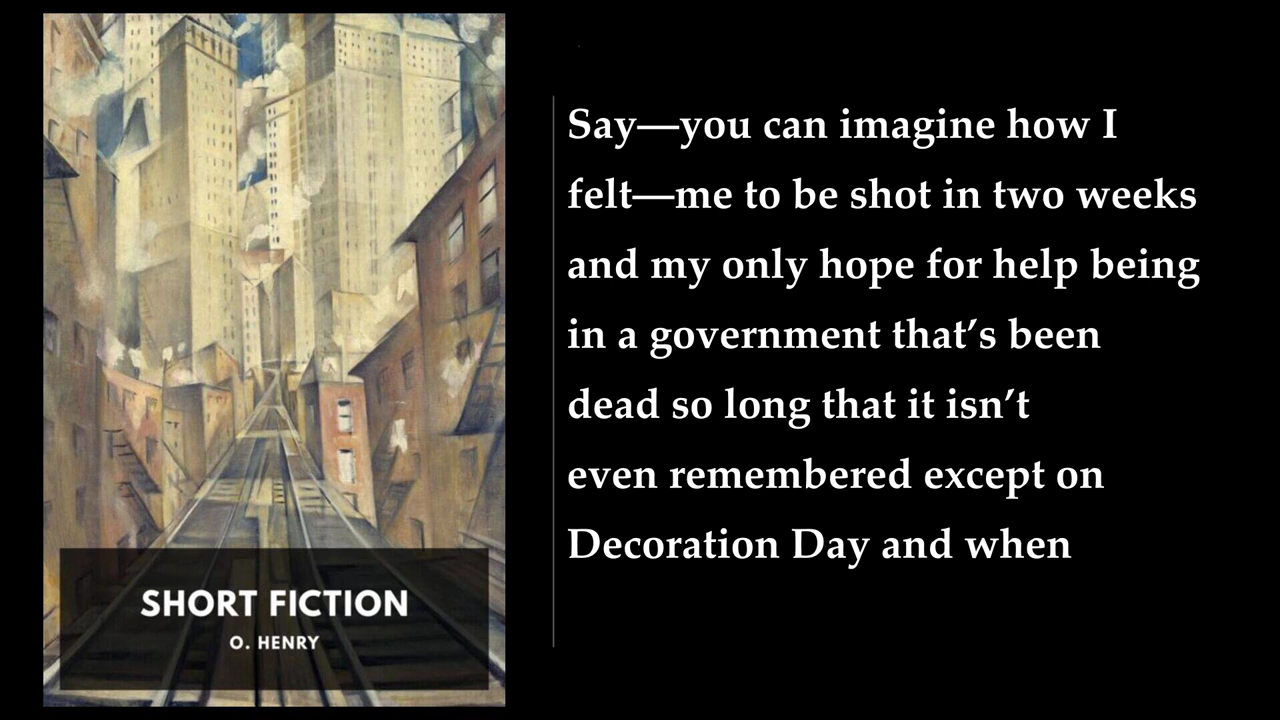 SHORT FICTION
O. HENRY
Say—you can imagine how I
felt—me to be shot in two weeks
and my only hope for help being
in a government that’s been
dead so long that it isn’t
even remembered except on
Decoration Day and when